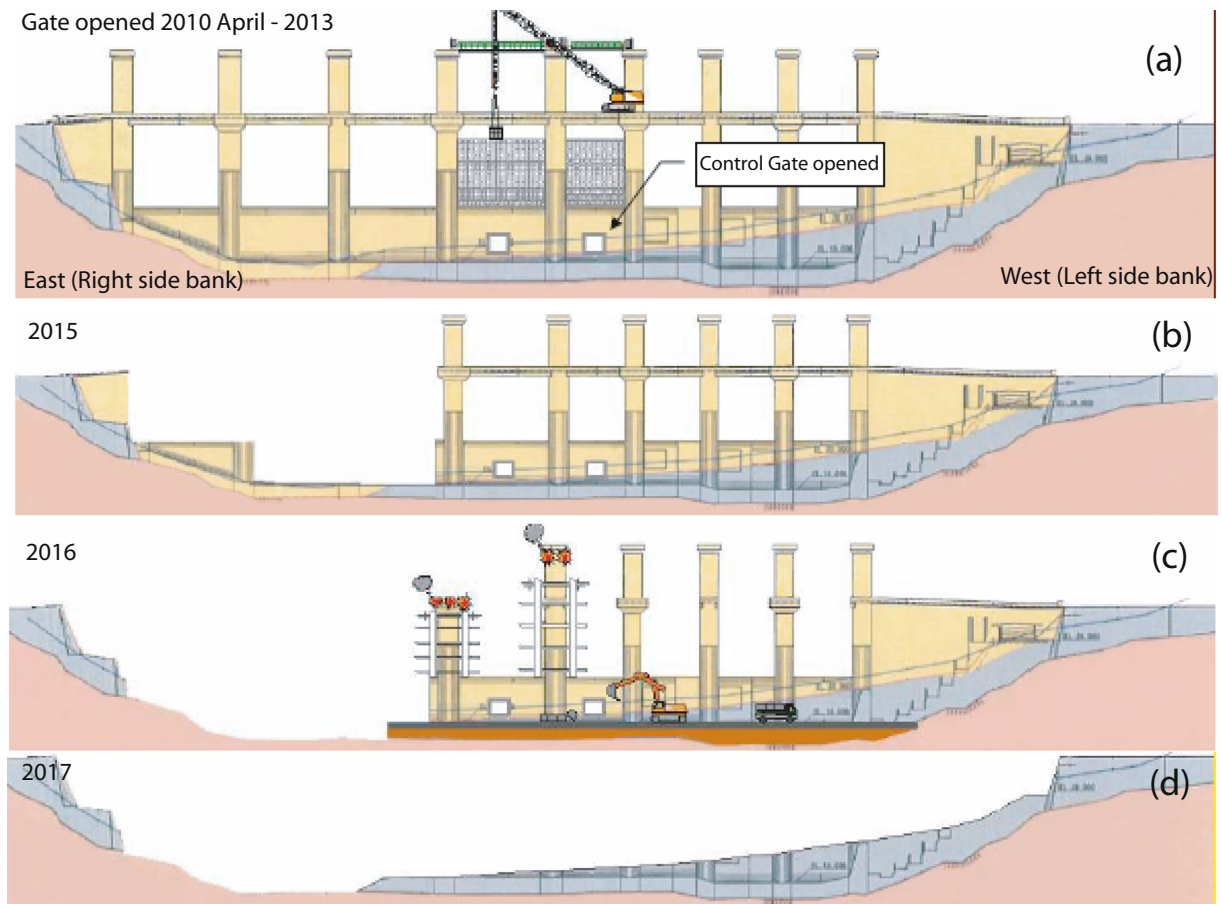 Gate opened 2010 April - 2013
(a)
Control Gate opened
East (Right side bank)
West (Left side bank)
2015
(b)
2016
(c)
2017
(d)